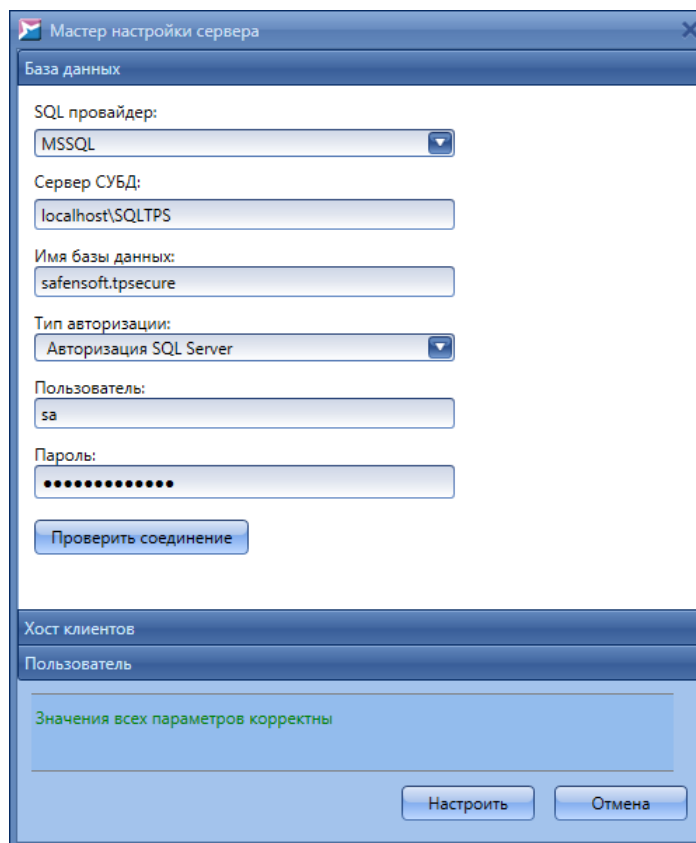 Мастер настройки сервера
База данных
SQL провайдер:
MSSQL
Сервер СУБД:
localhost\SQLTPS
Имя базы данных:
safensoft.tpsecure
Тип авторизации:
Авторизация SQL Server
Пользователь:
sa
Пароль:
●●●●●●●●●●●●●
Проверить соединение
Хост клиентов
Пользователь
Значения всех параметров корректны
Настроить Отмена